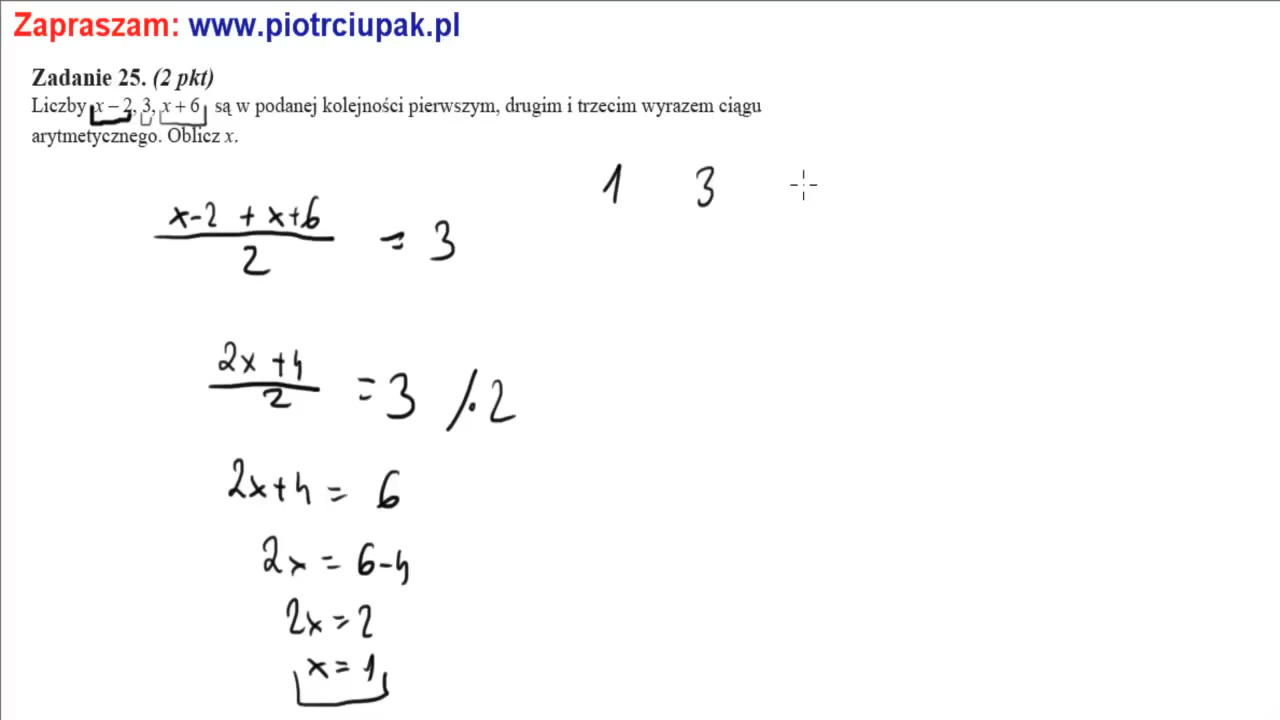 Zapraszam: www.piotrciupak.pl
Zadanie 25. (2 pkt)
Liczby x – 2, 3, x + 6 są w podanej kolejności pierwszym, drugim i trzecim wyrazem ciągu
arytmetycznego. Oblicz x.
1 3
x-2 + x+6
2
= 3
2x + 4
2
= 3 / · 2
2x+4 = 6
2x = 6-4
2x = 2
x = 1